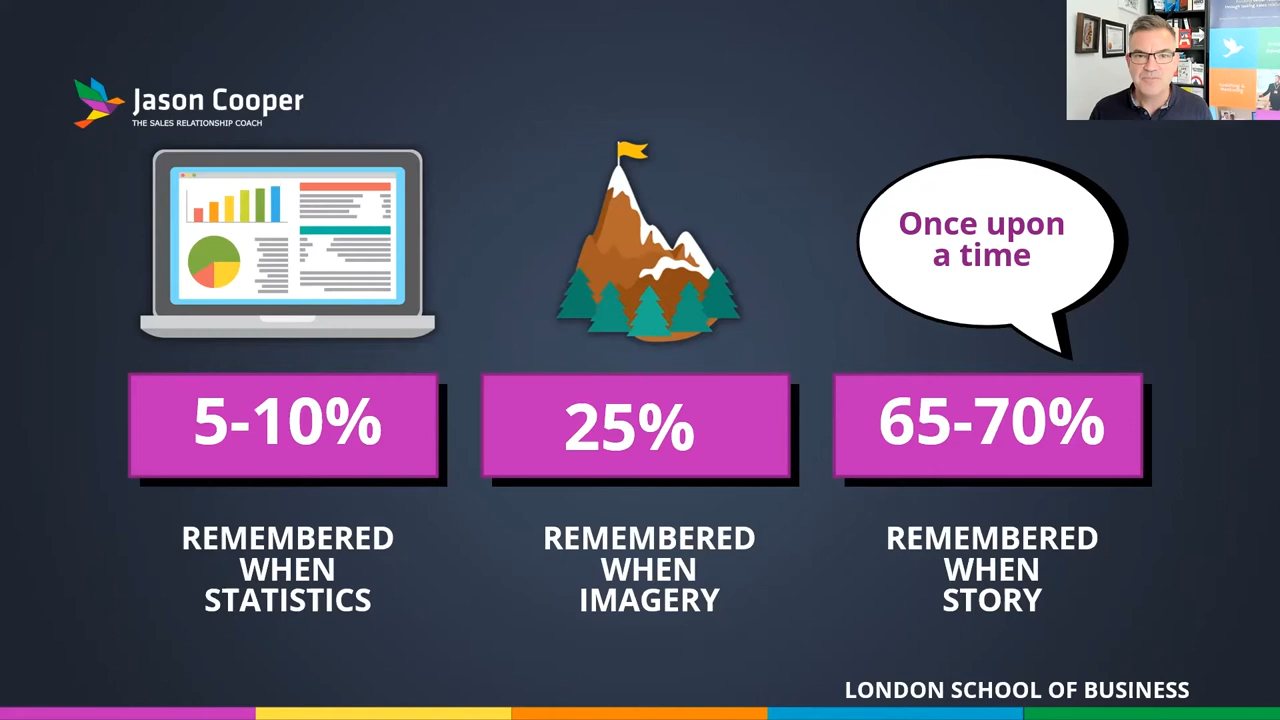 Jason Cooper
THE SALES RELATIONSHIP COACH
Once upon
a time
5-10%
25%
65-70%
REMEMBERED
WHEN
STATISTICS
REMEMBERED
WHEN
IMAGERY
REMEMBERED
WHEN
STORY
LONDON SCHOOL OF BUSINESS